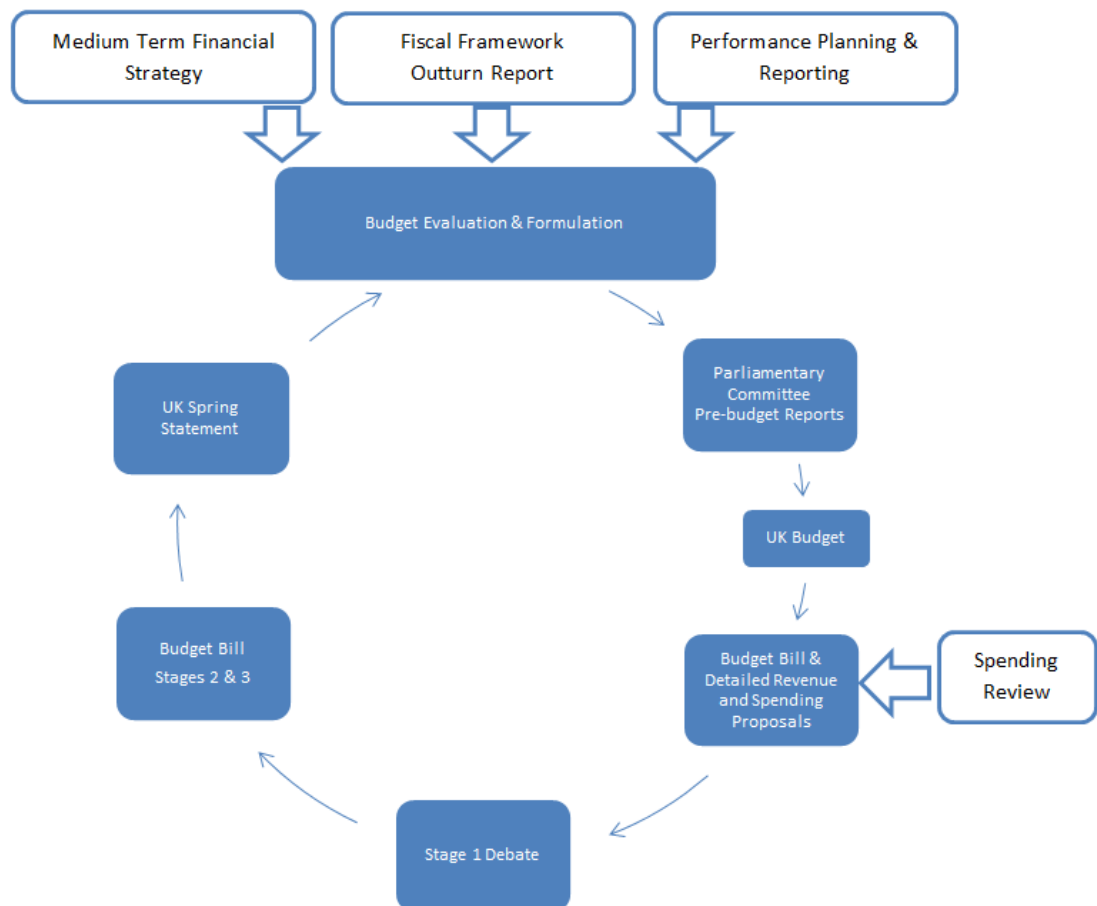 Medium Term Financial
Strategy
Fiscal Framework
Outturn Report
Performance Planning &
Reporting
Budget Evaluation & Formulation
Parliamentary
Committee
Pre-budget Reports
UK Spring
Statement
UK Budget
Budget Bill
Stages 2 & 3
Budget Bill &
Detailed Revenue
and Spending
Proposals
Spending
Review
Stage 1 Debate